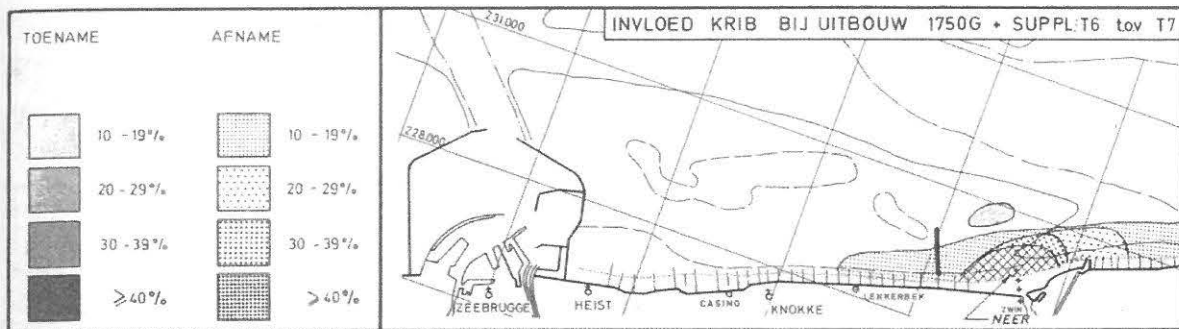 TOENAME AFNAME
10 - 19% 10 - 19%
20 - 29% 20 - 29%
30 - 39% 30 - 39%
⩾40% ⩾40%
INVLOED KRIB BIJ UITBOUW 1750G + SUPPL.T6 t.o.v T7
231.000
228.000
ZEEBRUGGE
HEIST
CASINO
KNOKKE
LEKKERBEK
ZWIN
NEER